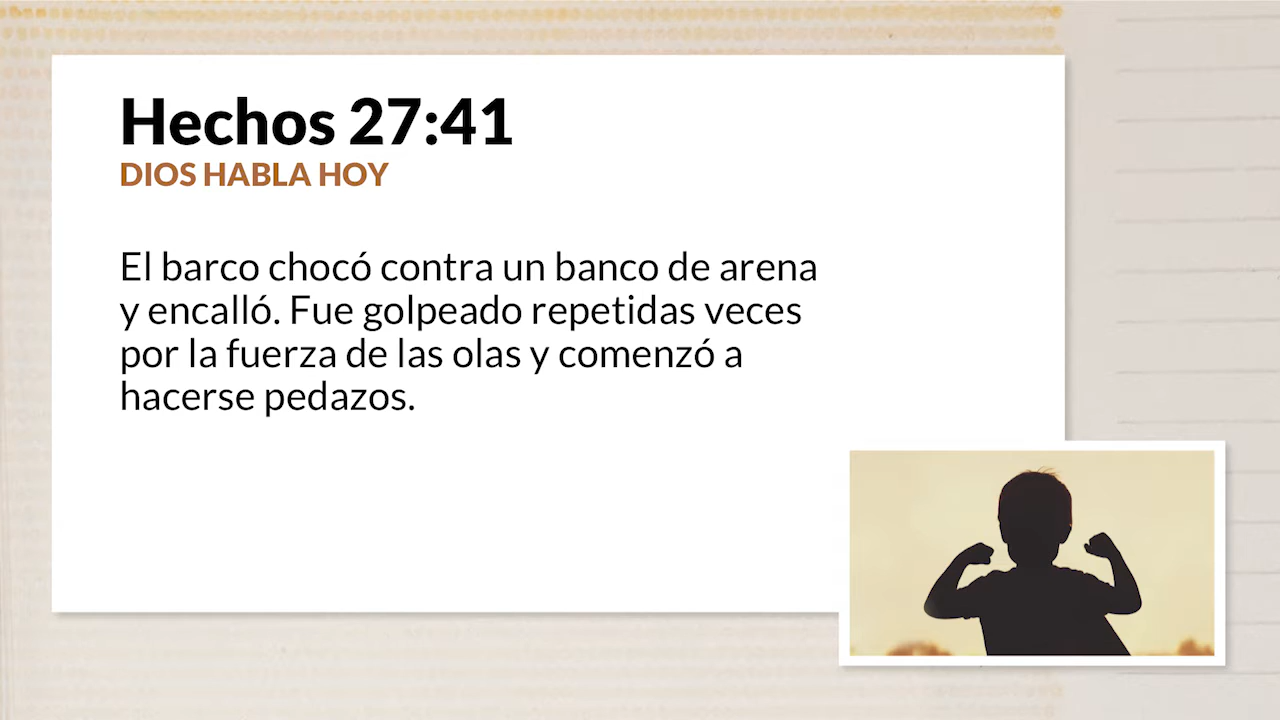 Hechos 27:41
DIOS HABLA HOY
El barco chocó contra un banco de arena
y encalló. Fue golpeado repetidas veces
por la fuerza de las olas y comenzó a
hacerse pedazos.